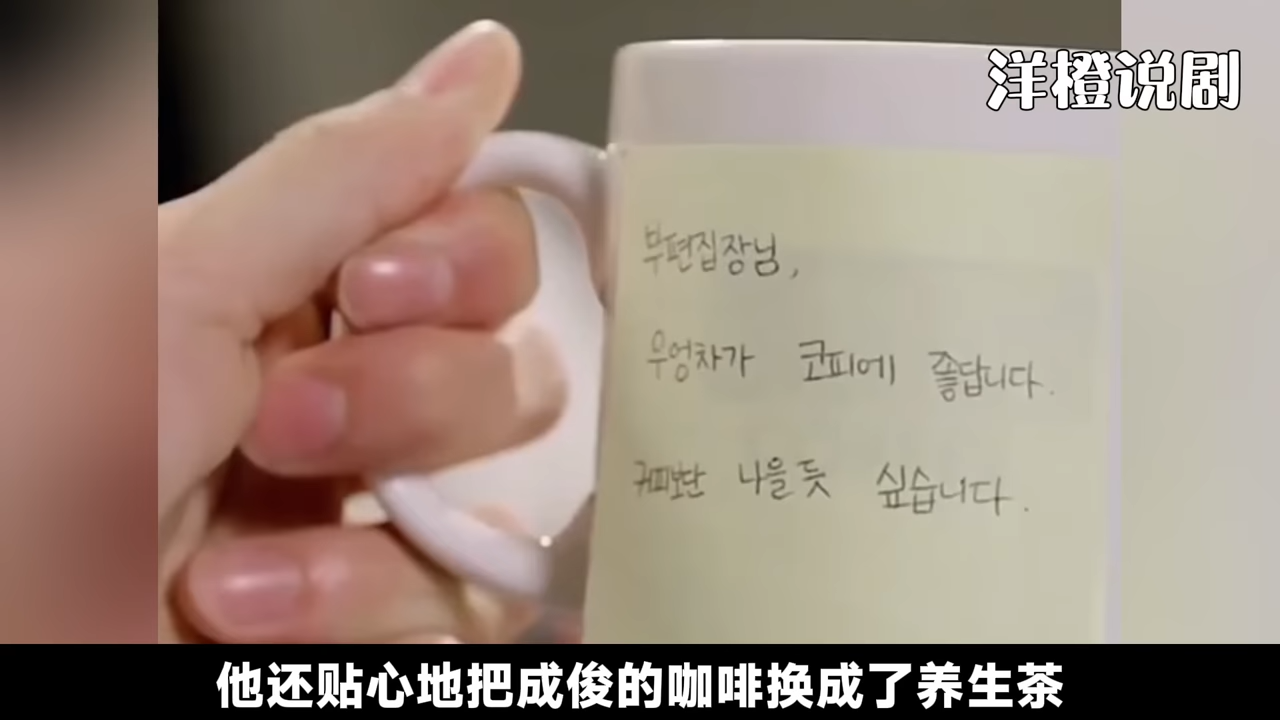 洋橙说剧
부편집장님,
우엉차가 코피에 좋답니다.
커피보단 나을 듯 싶습니다.
他还贴心地把成俊的咖啡换成了养生茶